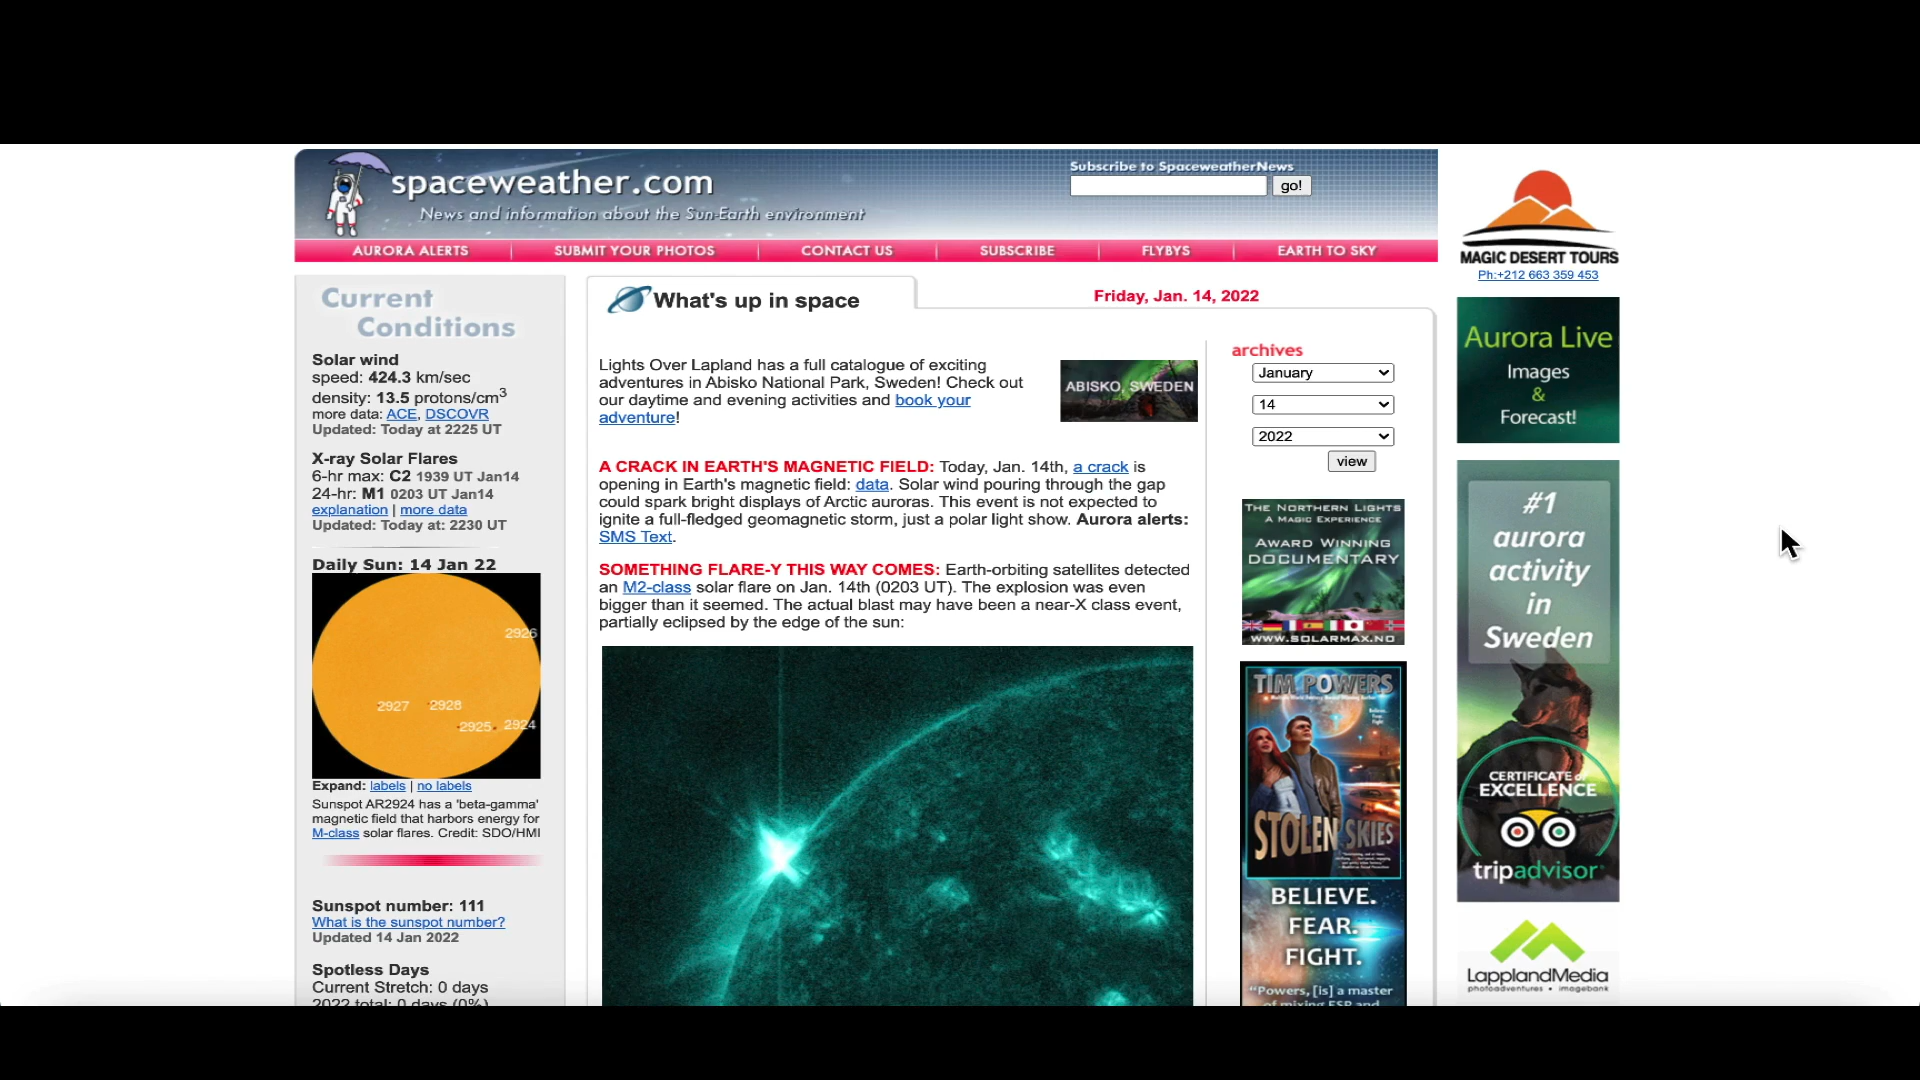 spaceweather.com
News and information about the Sun-Earth environment
Subscribe to SpaceweatherNews
go!
AURORA ALERTS
SUBMIT YOUR PHOTOS
CONTACT US
SUBSCRIBE
FLYBYS
EARTH TO SKY
Current
Conditions
Solar wind
speed: 424.3 km/sec
density: 13.5 protons/cm3
more data: ACE, DSCOVR
Updated: Today at 2225 UT
X-ray Solar Flares
6-hr max: C2 1939 UT Jan14
24-hr: M1 0203 UT Jan14
explanation | more data
Updated: Today at: 2230 UT
Daily Sun: 14 Jan 22
2926
2927
2928
2925
2924
Expand: labels | no labels
Sunspot AR2924 has a 'beta-gamma'
magnetic field that harbors energy for
M-class solar flares. Credit: SDO/HMI
Sunspot number: 111
What is the sunspot number?
Updated 14 Jan 2022
Spotless Days
Current Stretch: 0 days
2022 total: 0 days (0%)
What's up in space
Friday, Jan. 14, 2022
Lights Over Lapland has a full catalogue of exciting
adventures in Abisko National Park, Sweden! Check out
our daytime and evening activities and book your
adventure!
ABISKO, SWEDEN
A CRACK IN EARTH'S MAGNETIC FIELD: Today, Jan. 14th, a crack is
opening in Earth's magnetic field: data. Solar wind pouring through the gap
could spark bright displays of Arctic auroras. This event is not expected to
ignite a full-fledged geomagnetic storm, just a polar light show. Aurora alerts:
SMS Text.
SOMETHING FLARE-Y THIS WAY COMES: Earth-orbiting satellites detected
an M2-class solar flare on Jan. 14th (0203 UT). The explosion was even
bigger than it seemed. The actual blast may have been a near-X class event,
partially eclipsed by the edge of the sun:
archives
January
14
2022
view
THE NORTHERN LIGHTS
A MAGIC EXPERIENCE
AWARD WINNING
DOCUMENTARY
WWW.SOLARMAX.NO
TIM POWERS
STOLEN SKIES
BELIEVE.
FEAR.
FIGHT.
"Powers, [is] a master
of mixing ESP and
MAGIC DESERT TOURS
Ph:+212 663 359 453
Aurora Live
Images
&
Forecast!
#1
aurora
activity
in
Sweden
CERTIFICATE of
EXCELLENCE
tripadvisor
LapplandMedia
photoadventures • imagebank